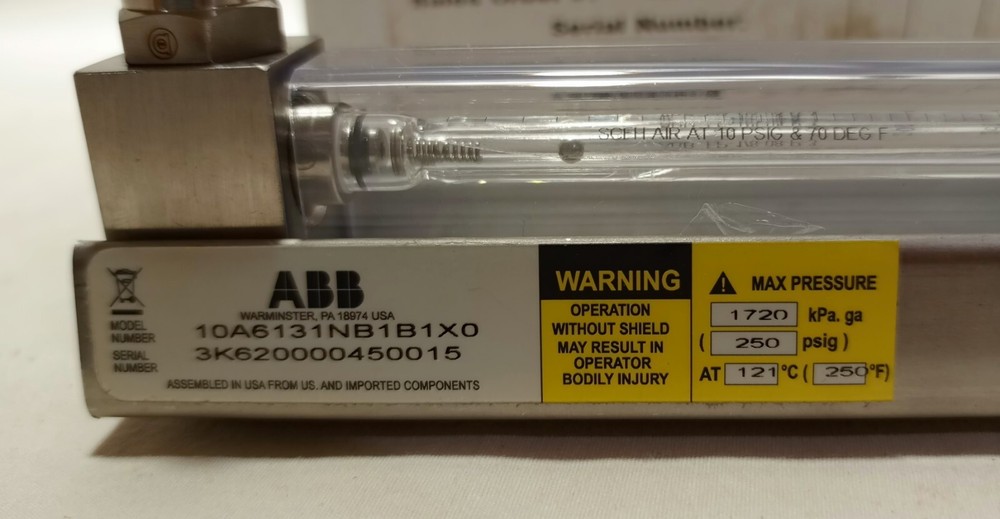 Serial Number:
SCFH AIR AT 10 PSIG & 70 DEG F
ABB
WARMINSTER, PA 18974 USA
MODEL NUMBER 10A6131NB1B1X0
SERIAL NUMBER 3K620000450015
ASSEMBLED IN USA FROM US. AND IMPORTED COMPONENTS
WARNING
OPERATION
WITHOUT SHIELD
MAY RESULT IN
OPERATOR
BODILY INJURY
MAX PRESSURE
1720 kPa. ga
( 250 psig )
AT 121 °C ( 250 °F)